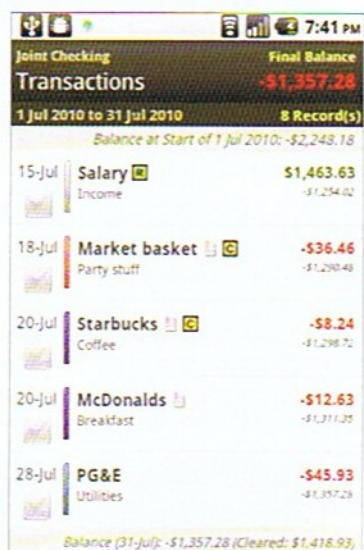 7:41 PM
Joint Checking Final Balance
Transactions -$1,357.28
1 Jul 2010 to 31 Jul 2010 8 Record(s)
Balance at Start of 1 Jul 2010: -$2,248.18
15-Jul Salary R $1,463.63
Income -$1,254.02
18-Jul Market basket C -$36.46
Party stuff -$1,290.48
20-Jul Starbucks C -$8.24
Coffee -$1,298.72
20-Jul McDonalds -$12.63
Breakfast -$1,311.35
28-Jul PG&E -$45.93
Utilities -$1,357.28
Balance (31-Jul): -$1,357.28 (Cleared: $1,418.93)